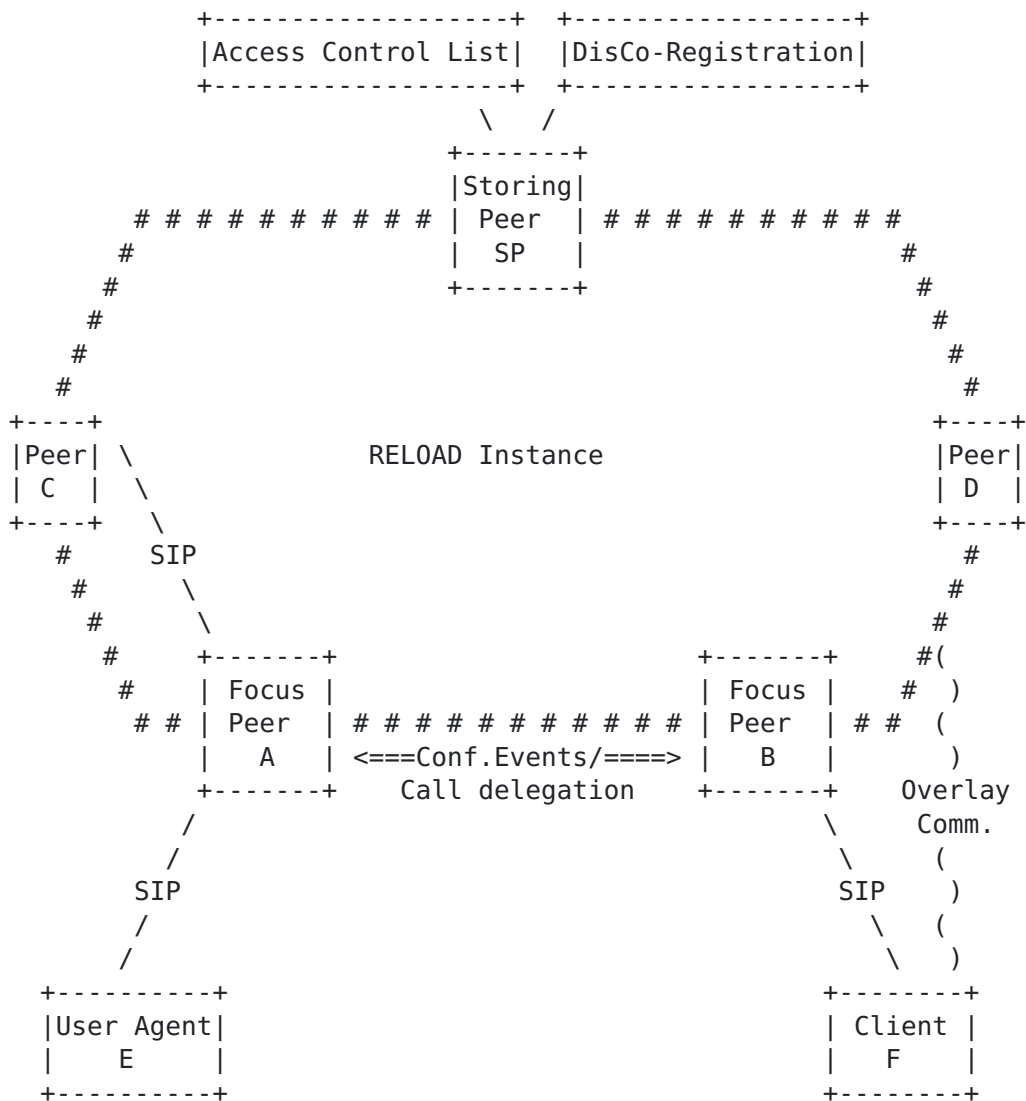 Access Control List DisCo-Registration
Storing
Peer
SP
Peer RELOAD Instance Peer
C D
SIP
Focus Focus
Peer Peer
A <===Conf.Events/====> B
Call delegation Overlay
Comm.
SIP SIP
User Agent Client
E F